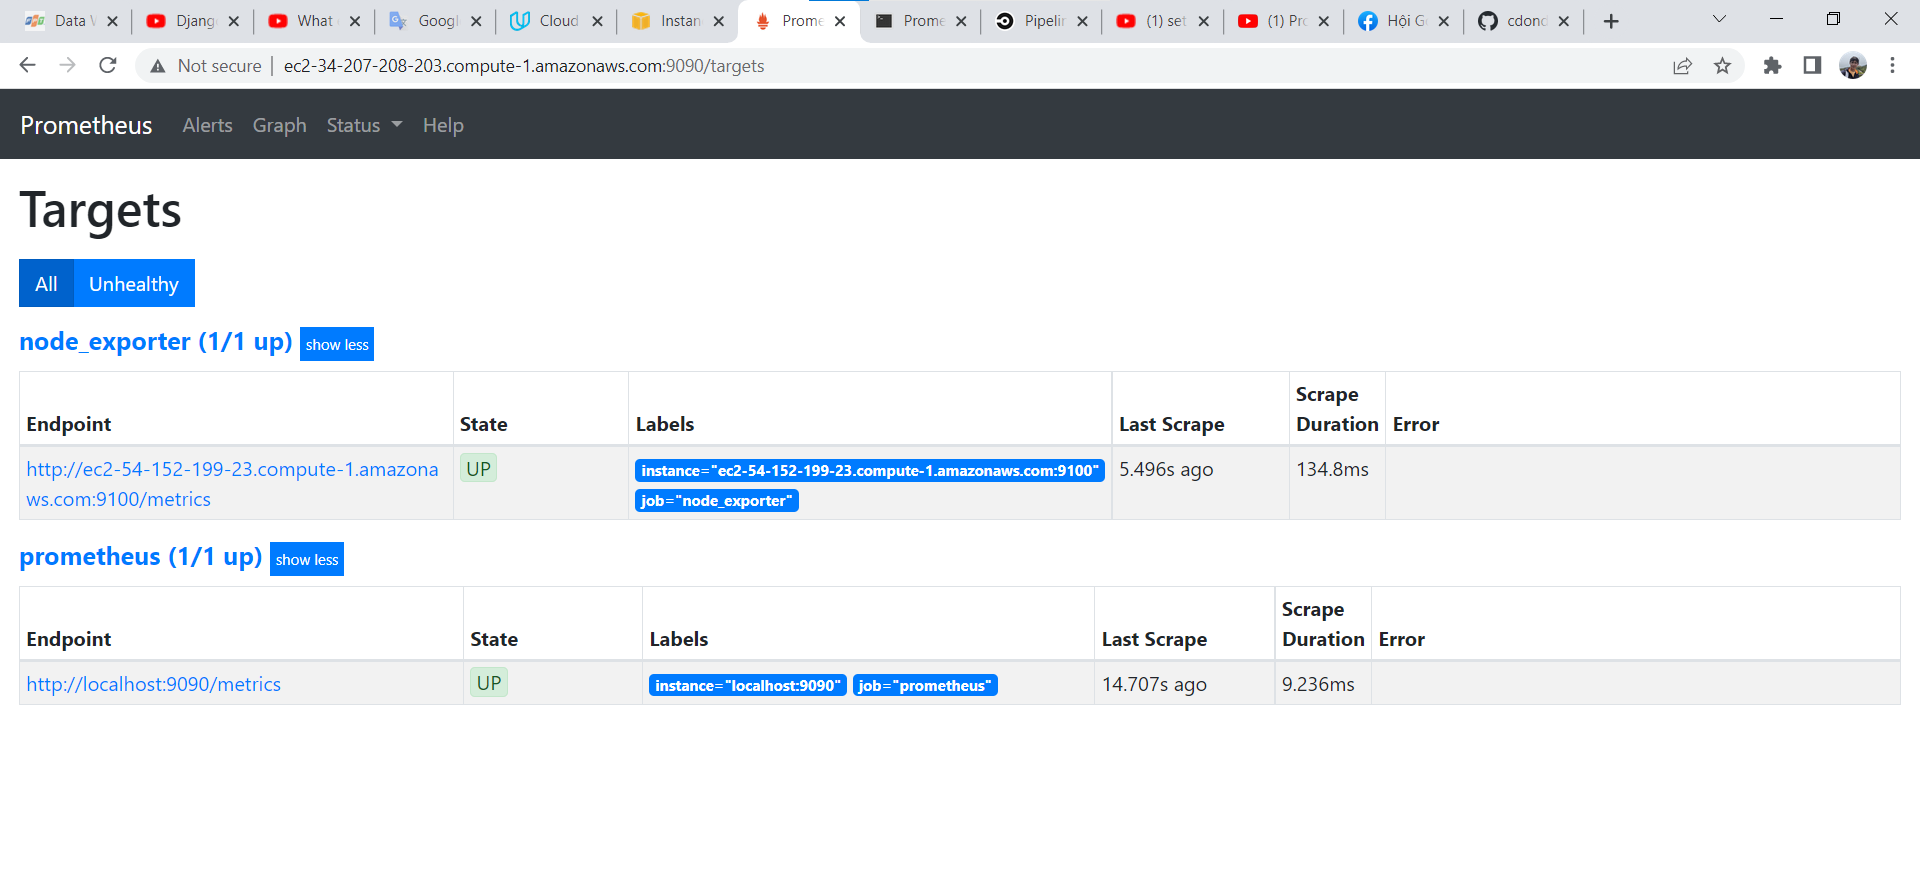 Data V
Djang
What
Googl
Cloud
Instan
Prome
Prome
Pipelin
(1) set
(1) Pro
Hội G
cdond
Not secure
ec2-34-207-208-203.compute-1.amazonaws.com:9090/targets
Prometheus Alerts Graph Status Help
Targets
All Unhealthy
node_exporter (1/1 up) show less
Endpoint State Labels Last Scrape Scrape Duration Error
http://ec2-54-152-199-23.compute-1.amazona
ws.com:9100/metrics
UP
instance="ec2-54-152-199-23.compute-1.amazonaws.com:9100"
job="node_exporter"
5.496s ago
134.8ms
prometheus (1/1 up) show less
Endpoint State Labels Last Scrape Scrape Duration Error
http://localhost:9090/metrics UP instance="localhost:9090" job="prometheus" 14.707s ago 9.236ms